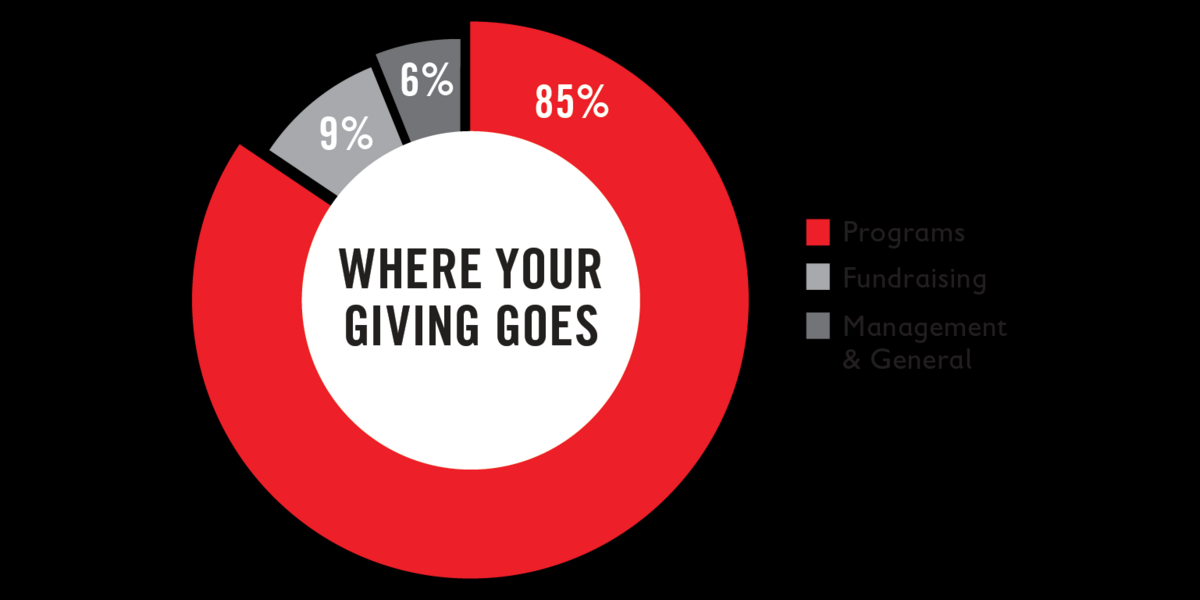 6%
85%
9%
WHERE YOUR
GIVING GOES
Programs
Fundraising
Management
& General